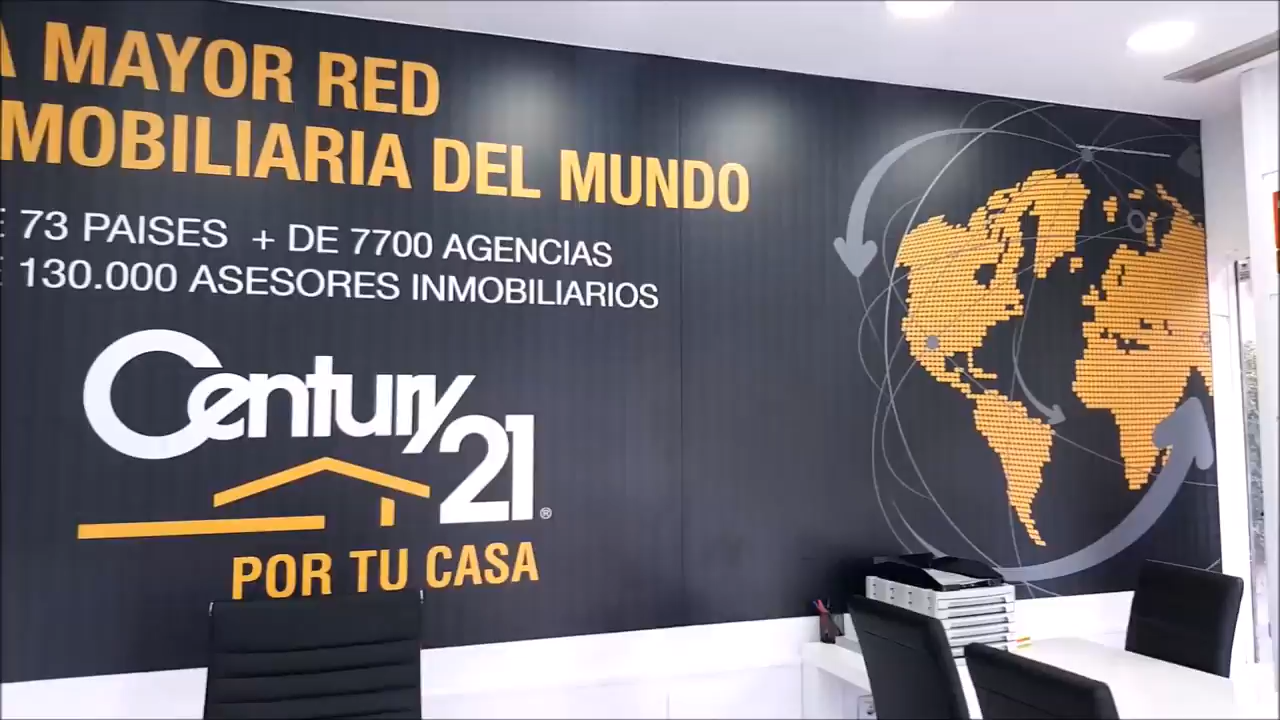 A MAYOR RED
MOBILIARIA DEL MUNDO
E 73 PAISES + DE 7700 AGENCIAS
E 130.000 ASESORES INMOBILIARIOS
Century
21®
POR TU CASA